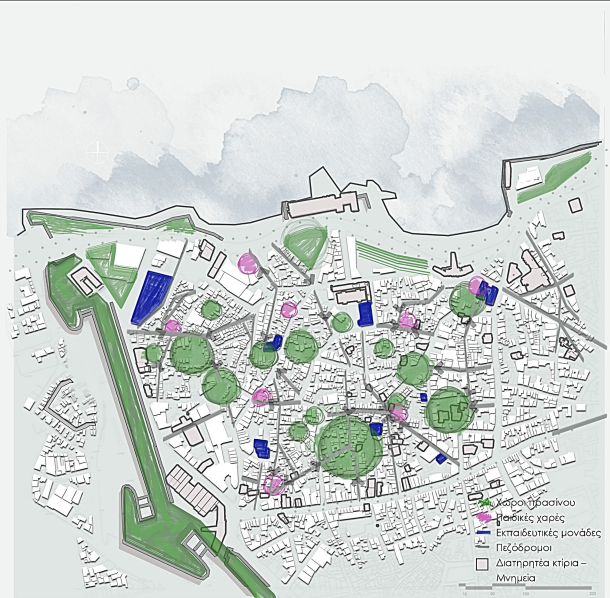 Χώροι πρασίνου
Παιδικές χαρές
Εκπαιδευτικές μονάδες
Πεζόδρομοι
Διατηρητέα κτίρια –
Μνημεία